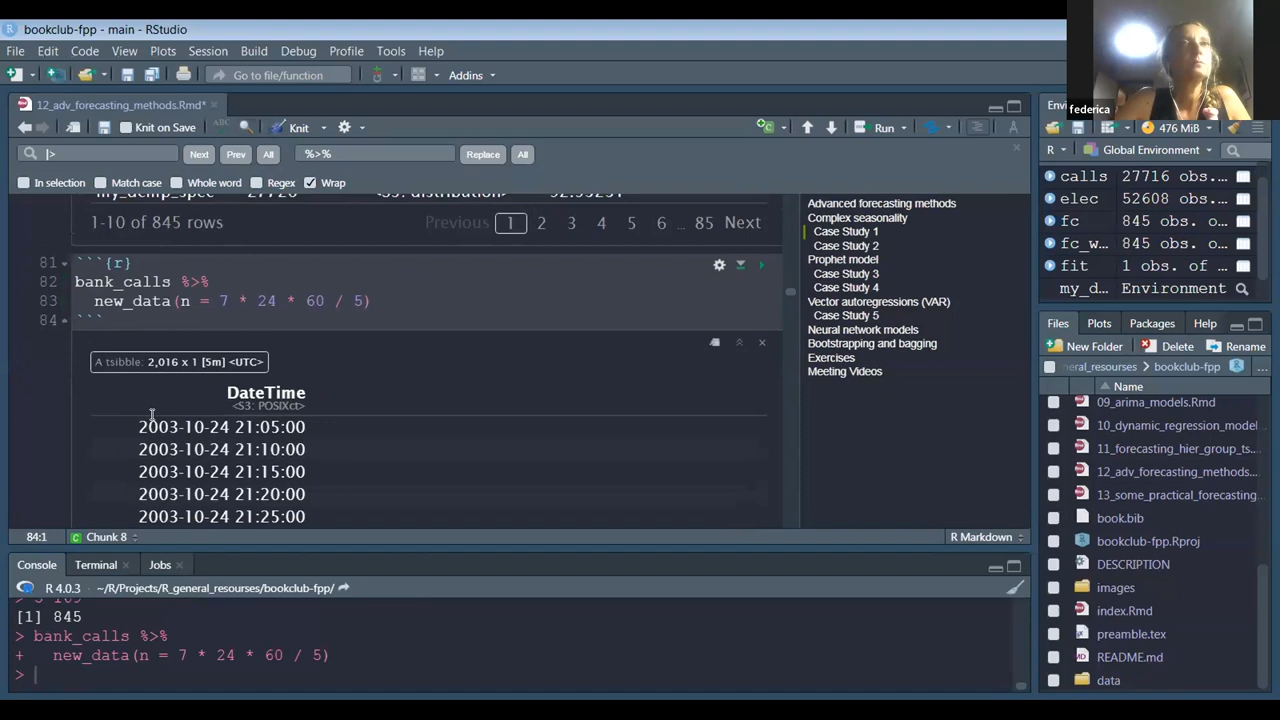 bookclub-fpp - main - RStudio
File Edit Code View Plots Session Build Debug Profile Tools Help
Go to file/function Addins
federica
12_adv_forecasting_methods.Rmd*
Knit on Save Knit Run
|> Next Prev All %>% Replace All
In selection Match case Whole word Regex Wrap
27720 <S3: distribution>
1-10 of 845 rows Previous 1 2 3 4 5 6 ... 85 Next
81 ```{r}
82 bank_calls %>%
83 new_data(n = 7 * 24 * 60 / 5)
84 ```
A tsibble: 2,016 x 1 [5m] <UTC>
DateTime
<S3: POSIXct>
2003-10-24 21:05:00
2003-10-24 21:10:00
2003-10-24 21:15:00
2003-10-24 21:20:00
2003-10-24 21:25:00
84:1 Chunk 8 R Markdown
Advanced forecasting methods
Complex seasonality
Case Study 1
Case Study 2
Prophet model
Case Study 3
Case Study 4
Vector autoregressions (VAR)
Case Study 5
Neural network models
Bootstrapping and bagging
Exercises
Meeting Videos
Console Terminal Jobs
R 4.0.3 · ~/R/Projects/R_general_resourses/bookclub-fpp/
[1] 845
> bank_calls %>%
+ new_data(n = 7 * 24 * 60 / 5)
>
476 MiB
R Global Environment
calls 27716 obs....
elec 52608 obs....
fc 845 obs. of
fc_w... 845 obs. of
fit 1 obs. of
my_d... Environment
Files Plots Packages Help
New Folder Delete Rename
neral_resourses > bookclub-fpp ...
Name
09_arima_models.Rmd
10_dynamic_regression_model...
11_forecasting_hier_group_ts...
12_adv_forecasting_methods...
13_some_practical_forecasting...
book.bib
bookclub-fpp.Rproj
DESCRIPTION
images
index.Rmd
preamble.tex
README.md
data